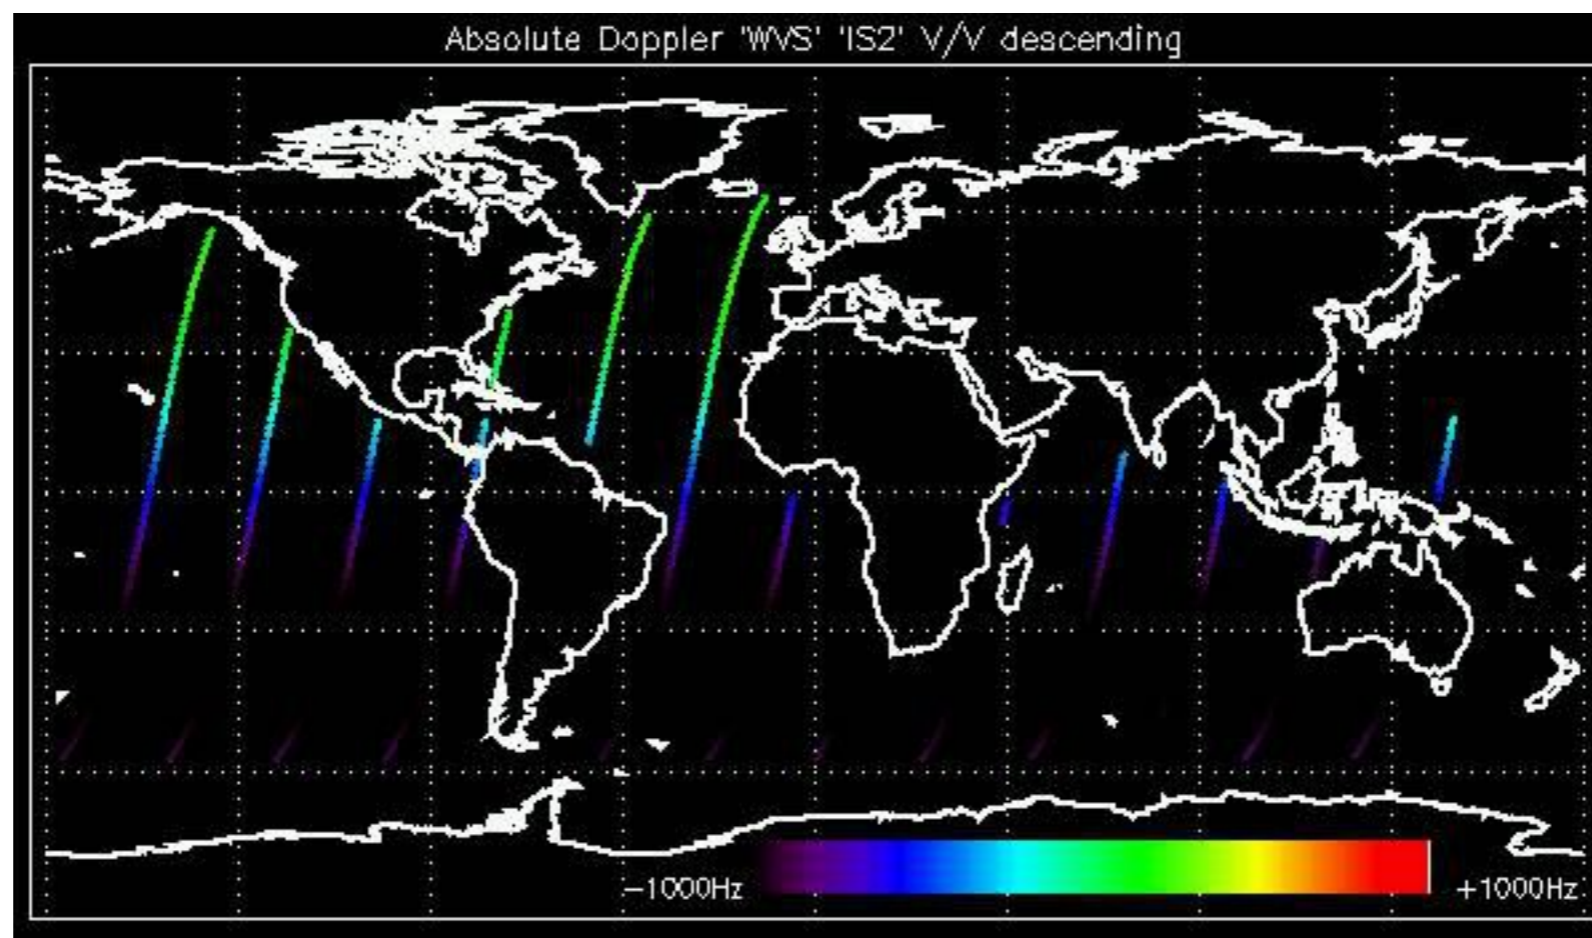 Absolute Doppler 'WVS' 'IS2' V/V descending
−1000Hz
+1000Hz